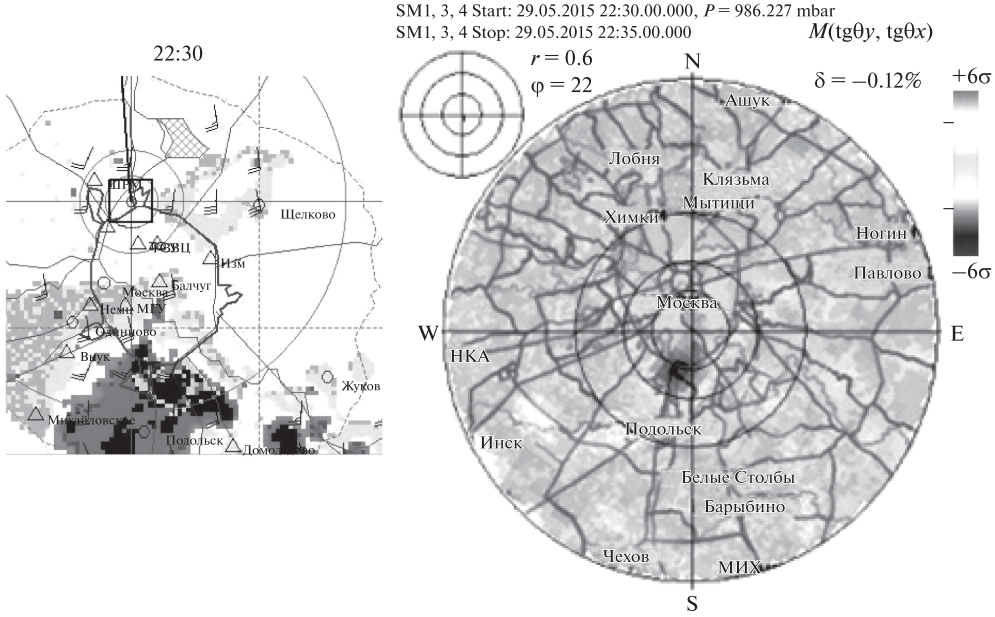 SM1, 3, 4 Start: 29.05.2015 22:30.00.000, P = 986.227 mbar
SM1, 3, 4 Stop: 29.05.2015 22:35.00.000
M(tgθy, tgθx)
22:30
r = 0.6
φ = 22
N
δ = −0.12%
+6σ
−6σ
Ашук
Лобня
Клязьма
Мытищи
Химки
Ногин
Павлово
Москва
W
E
НКА
Подольск
Инск
Белые Столбы
Барыбино
Чехов
МИХ
S
Щелково
Изм
Балчуг
Москва
Неми МГУ
Одинцово
Внук
Жуков
Михайловское
Подольск
Домодедово